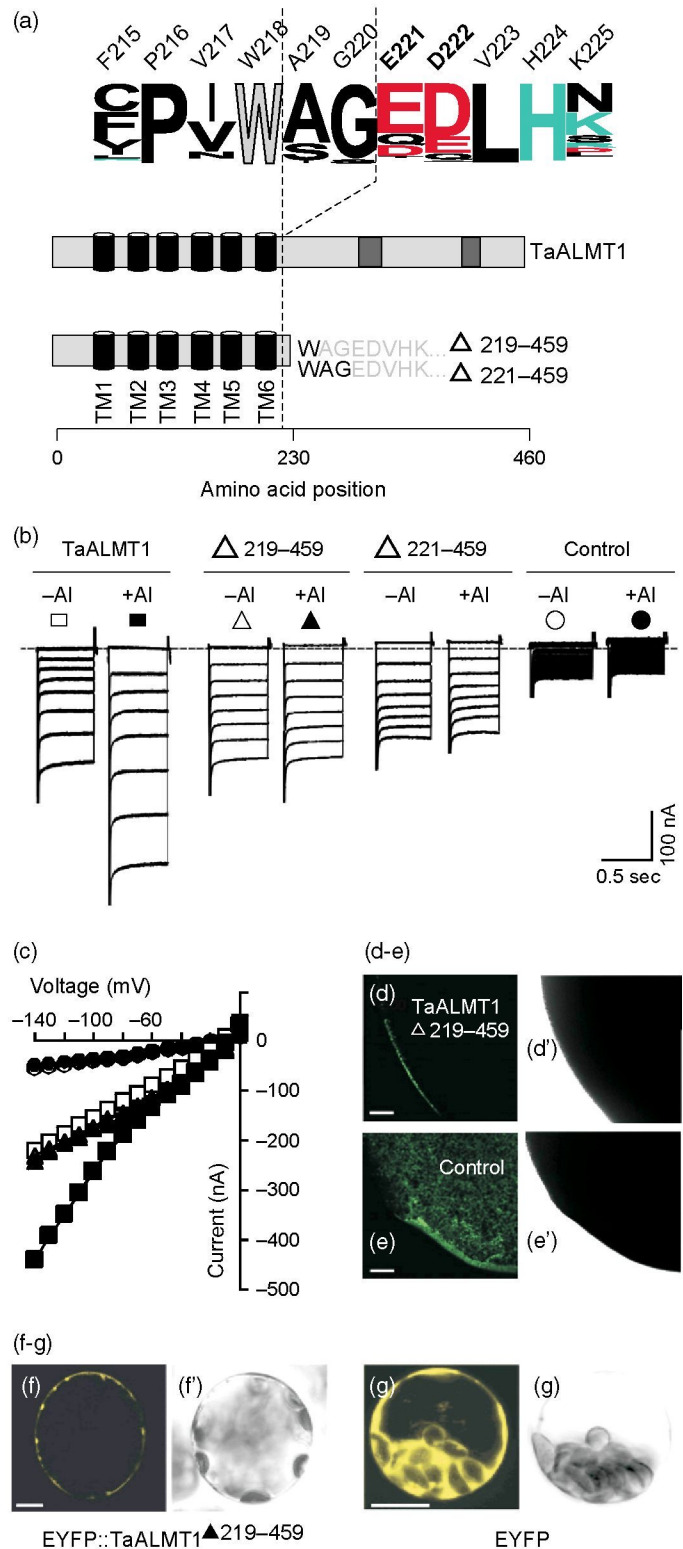 (a)
F215 P216 V217 W218 A219 G220 E221 D222 V223 H224 K225
TaALMT1
WAGEDVHK... △ 219–459
WAGEDVHK... △ 221–459
TM1 TM2 TM3 TM4 TM5 TM6
0 230 460
Amino acid position
(b)
TaALMT1 △ 219–459 △ 221–459 Control
–Al +Al –Al +Al –Al +Al –Al +Al
100 nA
0.5 sec
(c)
Voltage (mV)
–140 –100 –60
0
–100
–200
–300
–400
–500
Current (nA)
(d-e)
(d) TaALMT1
△ 219–459
(d')
Control
(e) (e')
(f-g)
(f) (f') (g) (g)
EYFP::TaALMT1▲219–459 EYFP